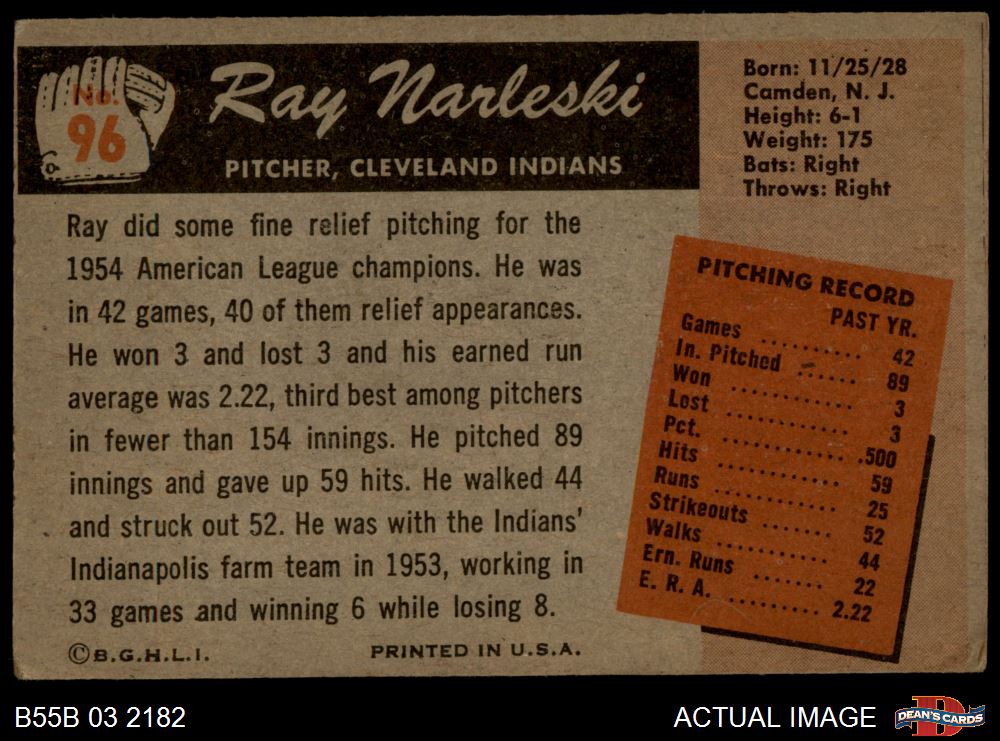 No.
96
Ray Narleski
PITCHER, CLEVELAND INDIANS
Born: 11/25/28
Camden, N. J.
Height: 6-1
Weight: 175
Bats: Right
Throws: Right
Ray did some fine relief pitching for the
1954 American League champions. He was
in 42 games, 40 of them relief appearances.
He won 3 and lost 3 and his earned run
average was 2.22, third best among pitchers
in fewer than 154 innings. He pitched 89
innings and gave up 59 hits. He walked 44
and struck out 52. He was with the Indians'
Indianapolis farm team in 1953, working in
33 games and winning 6 while losing 8.
©B.G.H.L.I.
PRINTED IN U.S.A.
PITCHING RECORD
PAST YR.
Games .......... 42
In. Pitched ...... 89
Won ............ 3
Lost ............ 3
Pct. ............ .500
Hits ............ 59
Runs ............ 25
Strikeouts ....... 52
Walks .......... 44
Ern. Runs ....... 22
E. R. A. ......... 2.22
B55B 03 2182
ACTUAL IMAGE
D
DEAN'S CARDS